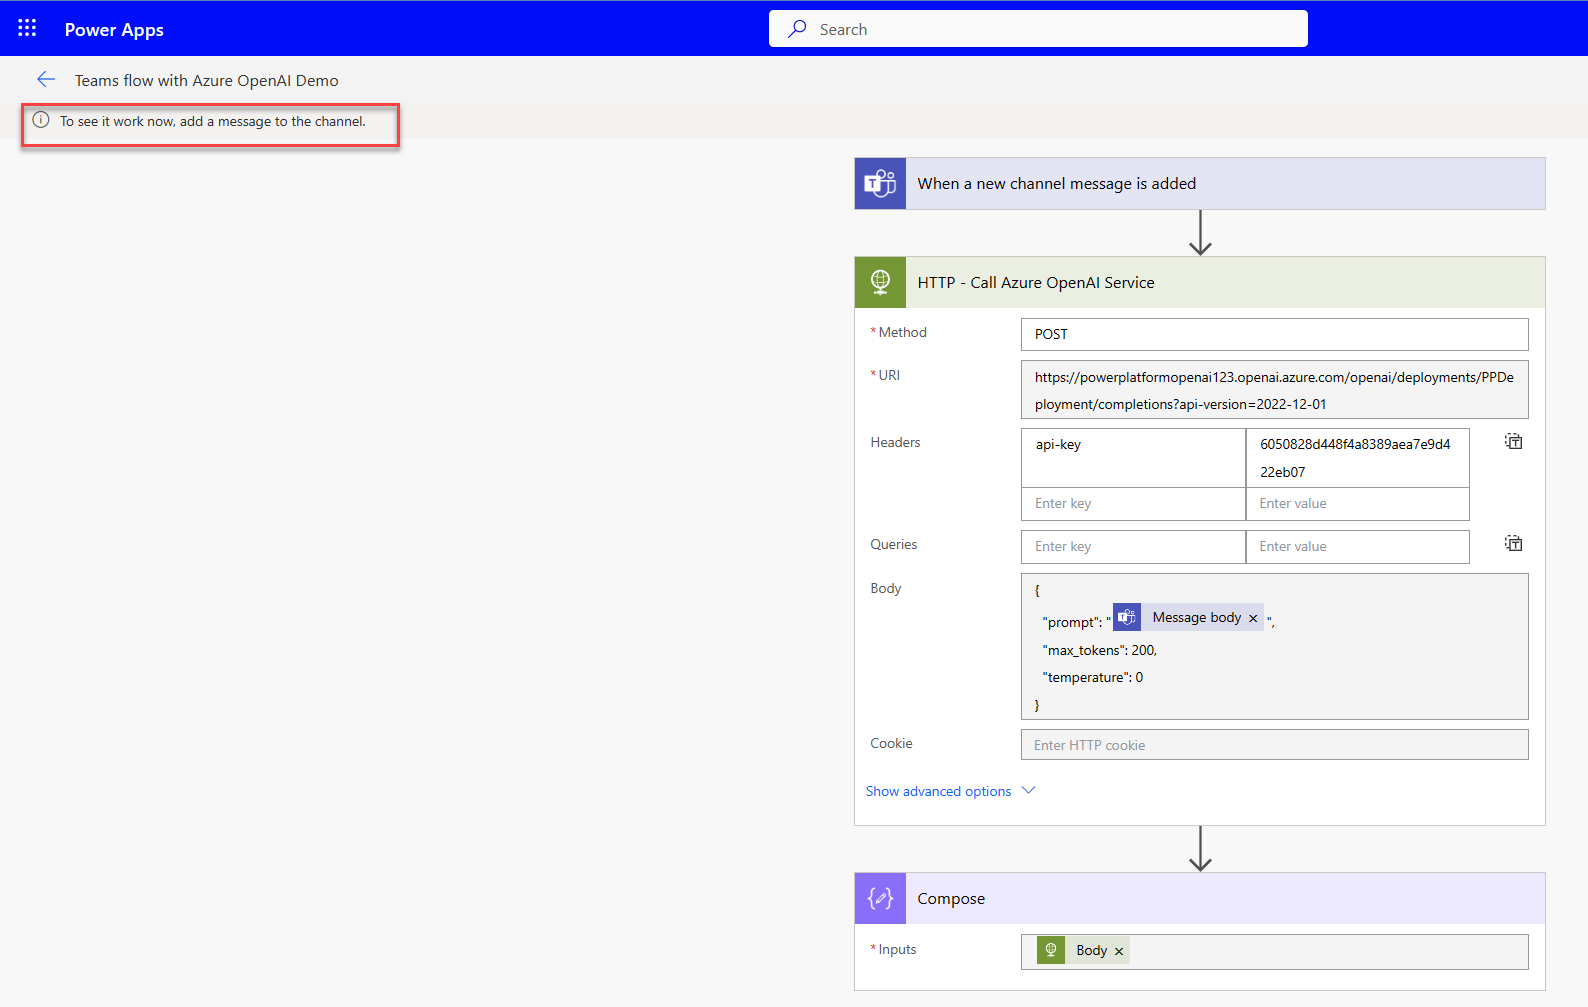 Power Apps
Search
Teams flow with Azure OpenAI Demo
To see it work now, add a message to the channel.
When a new channel message is added
HTTP - Call Azure OpenAI Service
* Method
POST
* URI
https://powerplatformopenai123.openai.azure.com/openai/deployments/PPDe
ployment/completions?api-version=2022-12-01
Headers
api-key
6050828d448f4a8389aea7e9d4
22eb07
Enter key
Enter value
Queries
Enter key
Enter value
Body
{
"prompt": " Message body × ",
"max_tokens": 200,
"temperature": 0
}
Cookie
Enter HTTP cookie
Show advanced options
Compose
* Inputs
Body ×